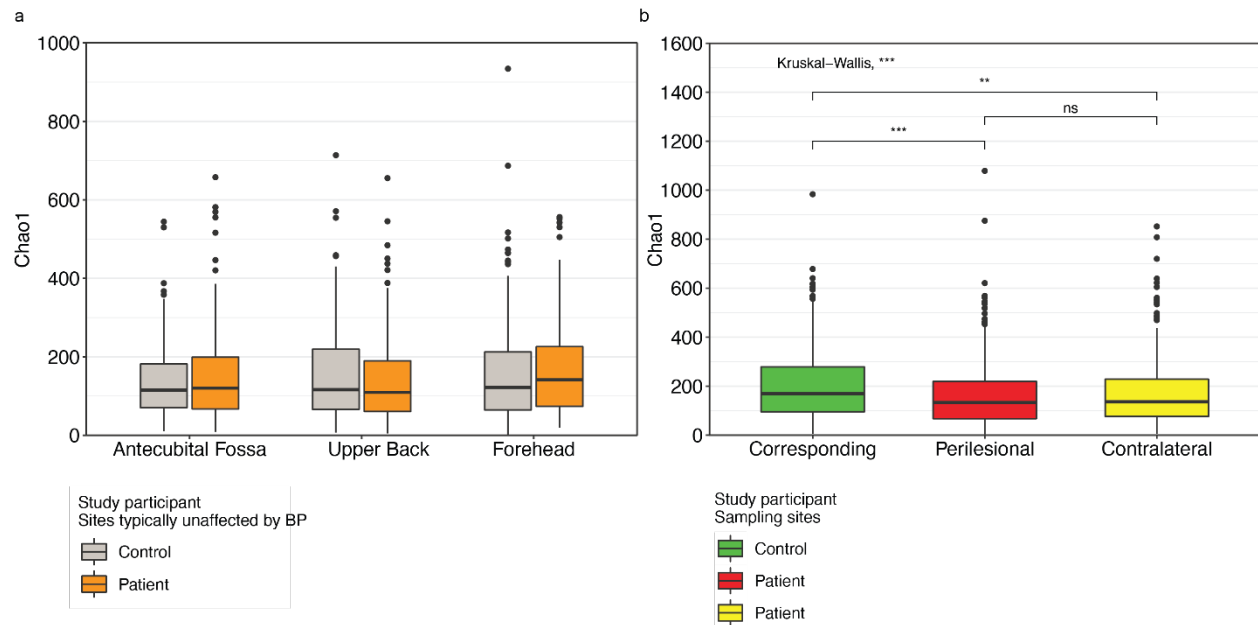 a
1000
800
600
400
200
0
Chao1
Antecubital Fossa Upper Back Forehead
Study participant
Sites typically unaffected by BP
Control
Patient
b
1600
1400
1200
1000
800
600
400
200
0
Chao1
Kruskal−Wallis, ***
**
ns
***
Corresponding Perilesional Contralateral
Study participant
Sampling sites
Control
Patient
Patient